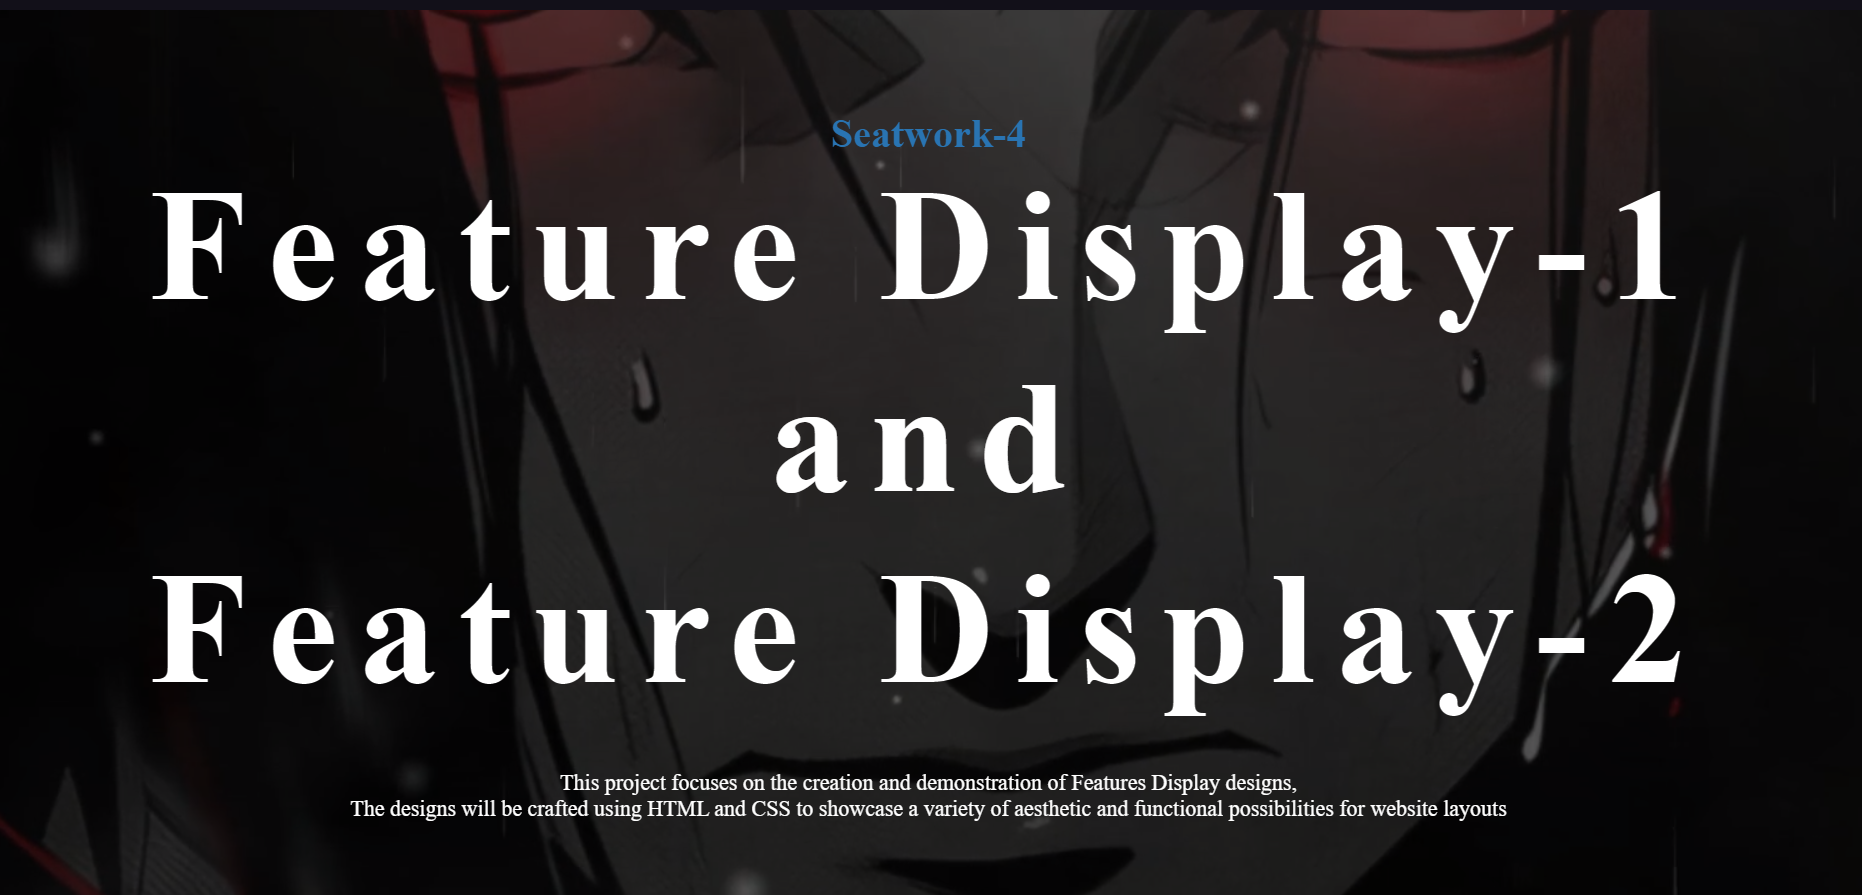 Seatwork-4
Feature Display-1
and
Feature Display-2
This project focuses on the creation and demonstration of Features Display designs,
The designs will be crafted using HTML and CSS to showcase a variety of aesthetic and functional possibilities for website layouts